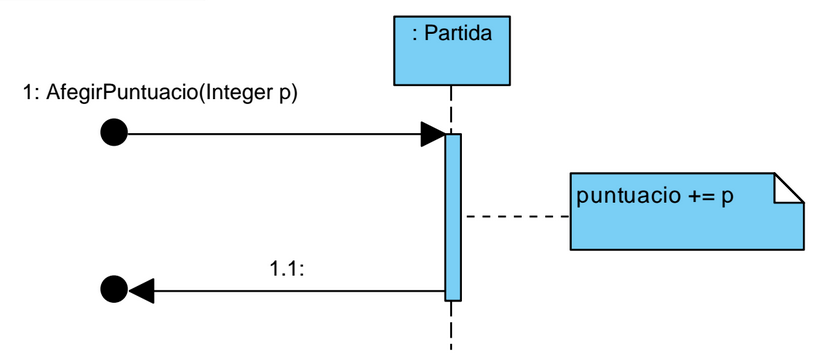 : Partida
1: AfegirPuntuacio(Integer p)
puntuacio += p
1.1: